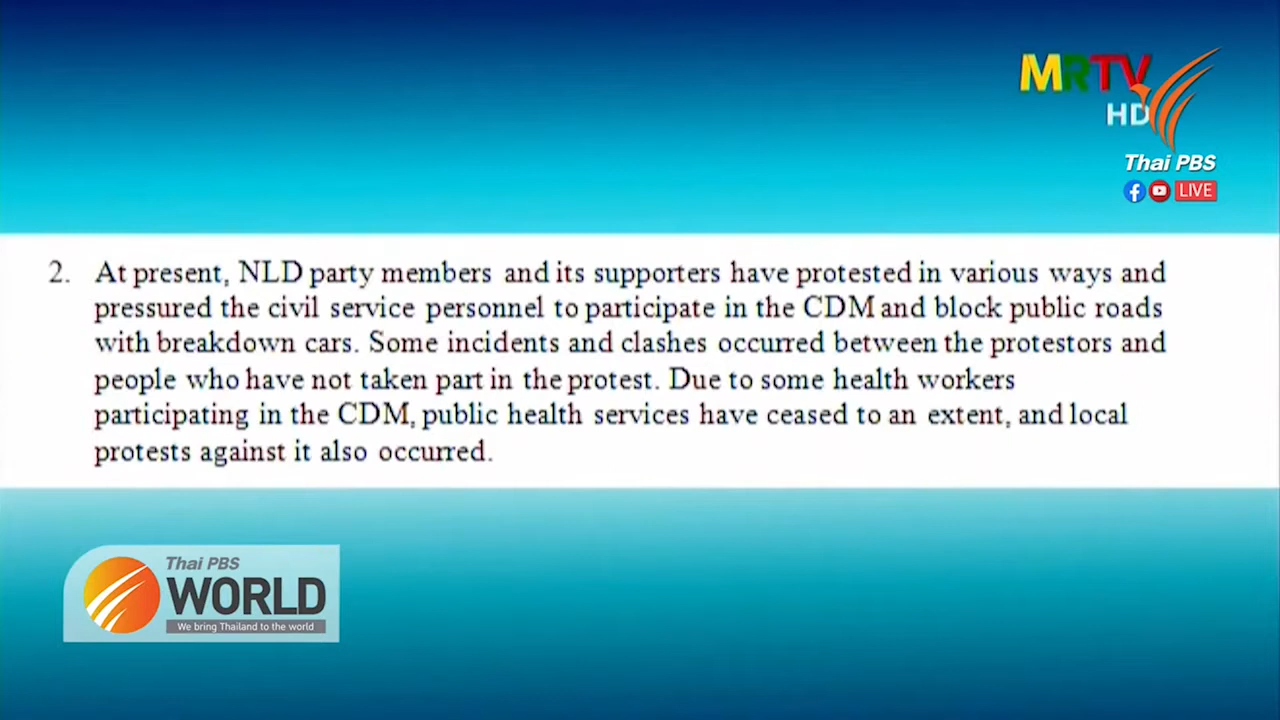 MRTV
HD
Thai PBS
LIVE
2. At present, NLD party members and its supporters have protested in various ways and
pressured the civil service personnel to participate in the CDM and block public roads
with breakdown cars. Some incidents and clashes occurred between the protestors and
people who have not taken part in the protest. Due to some health workers
participating in the CDM, public health services have ceased to an extent, and local
protests against it also occurred.
Thai PBS
WORLD
We bring Thailand to the world